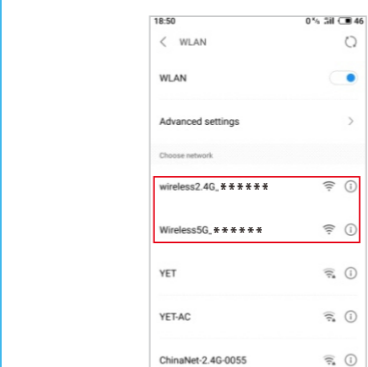 18:50
46
WLAN
WLAN
Advanced settings
Choose network
wireless2.4G_******
Wireless5G_******
YET
YET-AC
ChinaNet-2.4G-0055